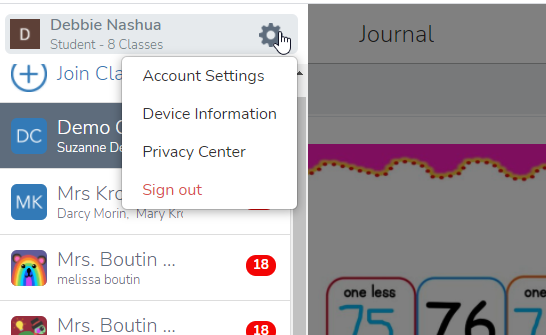 D
Debbie Nashua
Student - 8 Classes
Journal
Join Cla
Account Settings
Device Information
Privacy Center
Sign out
DC
Demo
Suzanne De
MK
Mrs Kro
Darcy Morin, Mary Kr
Mrs. Boutin ...
melissa boutin
18
Mrs. Boutin ...
18
one less
75
76
one
77